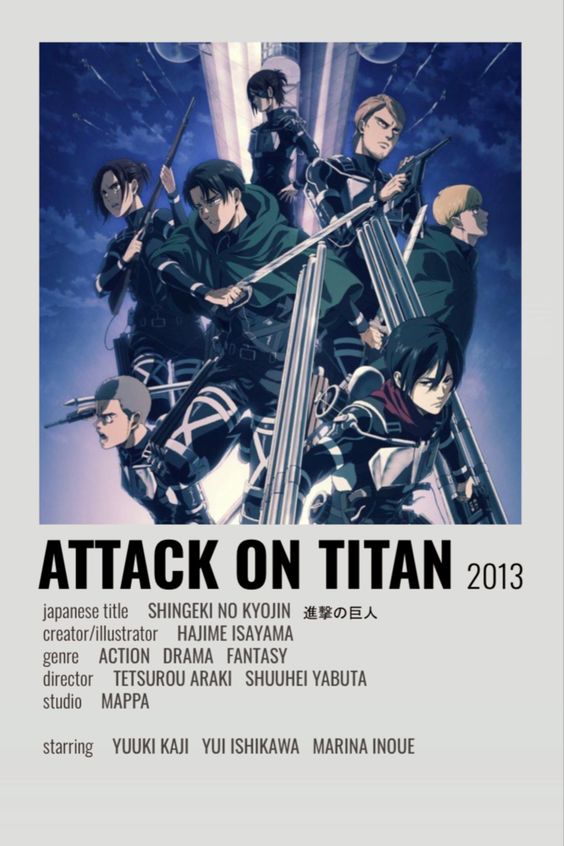 ATTACK ON TITAN 2013
japanese title SHINGEKI NO KYOJIN 進撃の巨人
creator/illustrator HAJIME ISAYAMA
genre ACTION DRAMA FANTASY
director TETSUROU ARAKI SHUUHEI YABUTA
studio MAPPA
starring YUUKI KAJI YUI ISHIKAWA MARINA INOUE